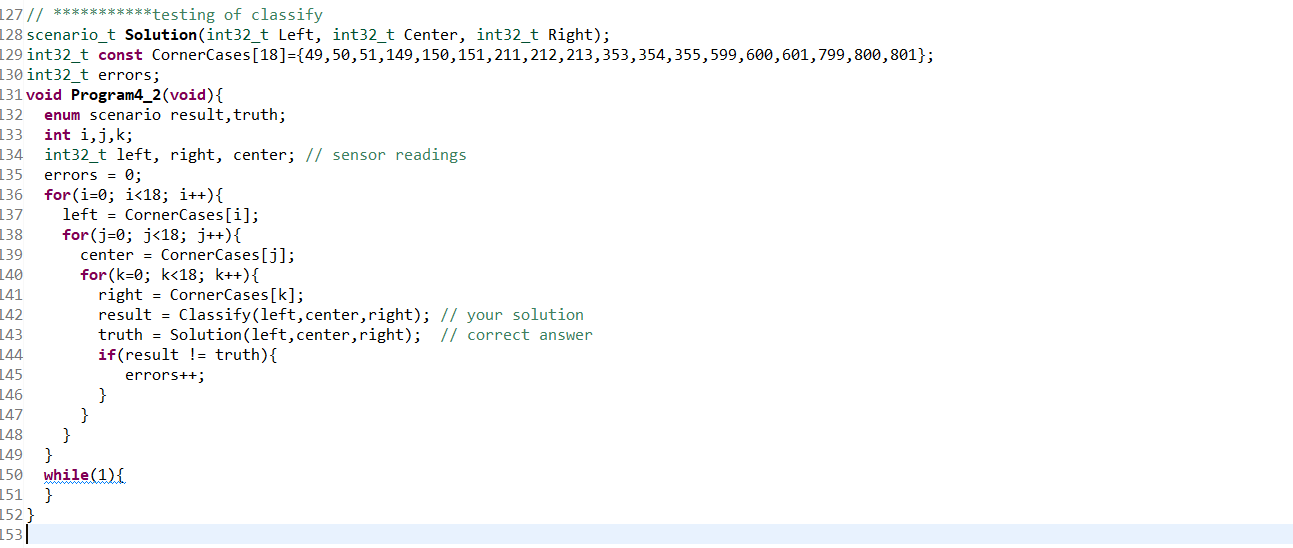 127 // ***********testing of classify
128 scenario_t Solution(int32_t Left, int32_t Center, int32_t Right);
129 int32_t const CornerCases[18]={49,50,51,149,150,151,211,212,213,353,354,355,599,600,601,799,800,801};
130 int32_t errors;
131 void Program4_2(void){
132   enum scenario result,truth;
133   int i,j,k;
134   int32_t left, right, center; // sensor readings
135   errors = 0;
136   for(i=0; i<18; i++){
137     left = CornerCases[i];
138     for(j=0; j<18; j++){
139       center = CornerCases[j];
140       for(k=0; k<18; k++){
141         right = CornerCases[k];
142         result = Classify(left,center,right); // your solution
143         truth = Solution(left,center,right);  // correct answer
144         if(result != truth){
145            errors++;
146         }
147       }
148     }
149   }
150   while(1){
151   }
152 }
153